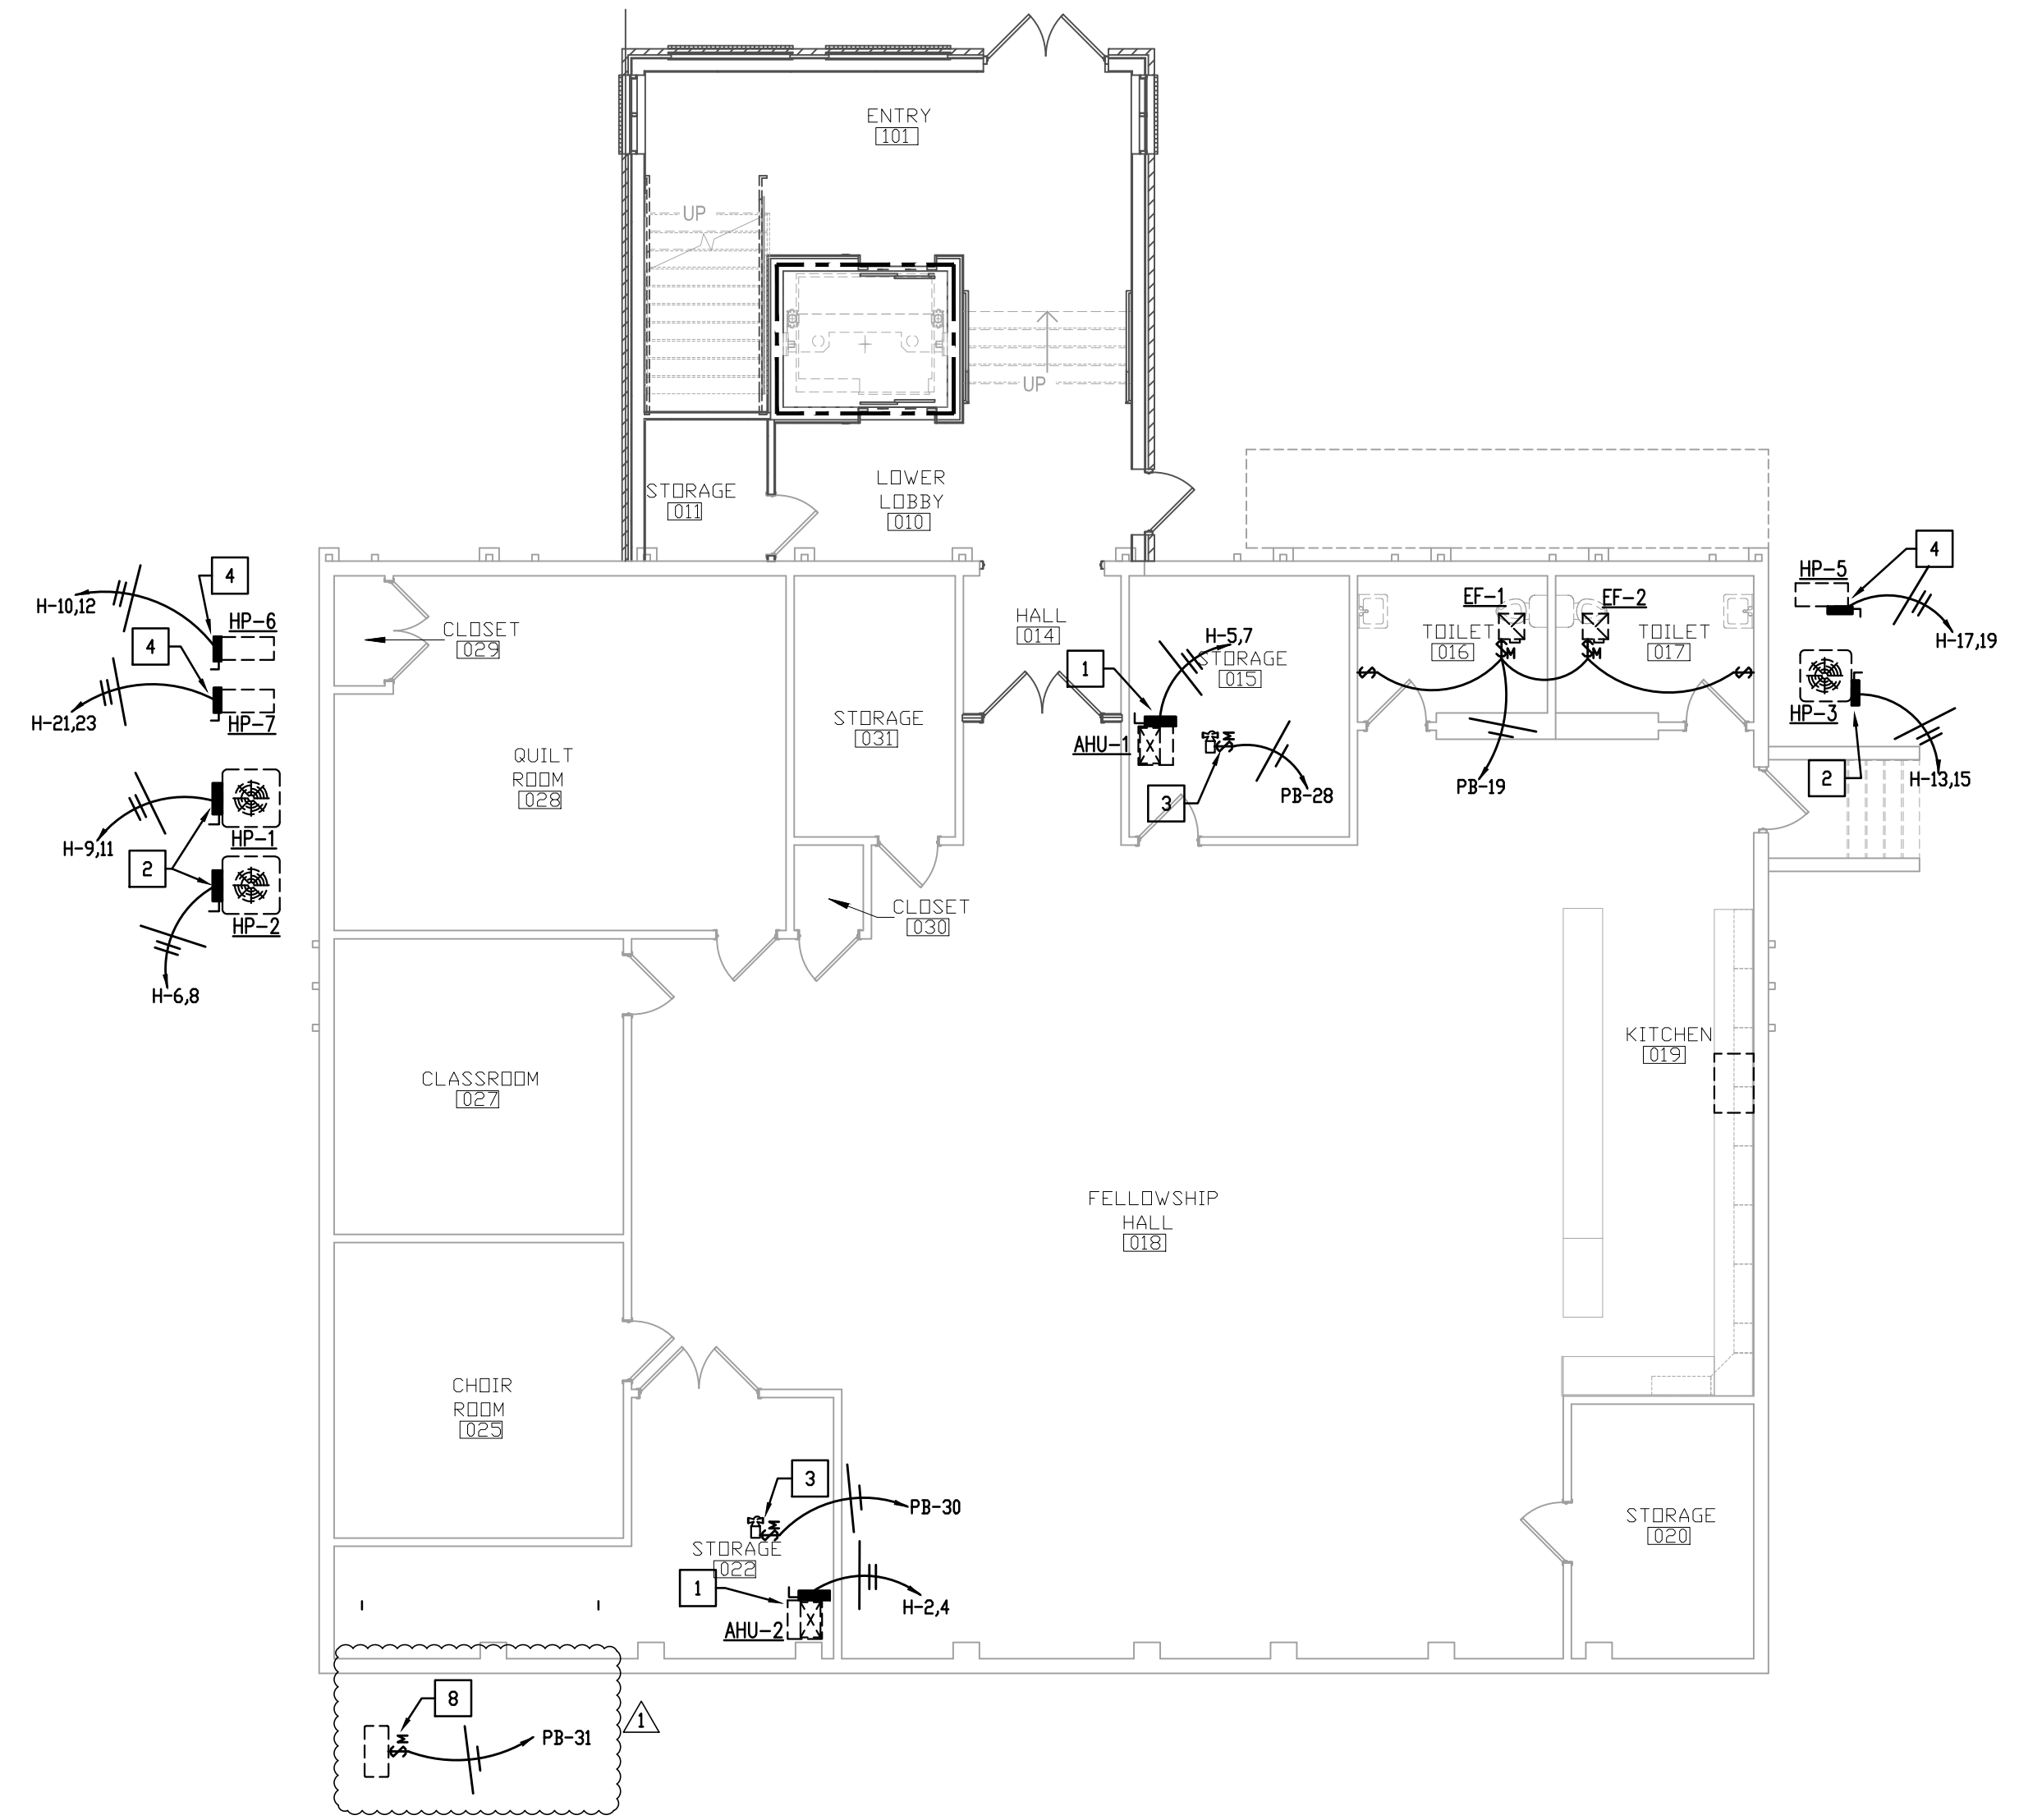 ENTRY
101
UP
UP
LOWER
LOBBY
010
STORAGE
011
4
H-10,12
HP-6
4
H-21,23
HP-7
CLOSET
029
HALL
014
H-5,7
STORAGE
015
1
AHU-1
SM
3
PB-28
EF-1
EF-2
TOILET
016
TOILET
017
SM
SM
S
S
PB-19
HP-5
4
H-17,19
HP-3
2
H-13,15
STORAGE
031
QUILT
ROOM
028
H-9,11
HP-1
2
HP-2
H-6,8
CLOSET
030
KITCHEN
019
CLASSROOM
027
FELLOWSHIP
HALL
018
CHOIR
ROOM
025
3
SM
PB-30
STORAGE
022
1
H-2,4
AHU-2
STORAGE
020
8
SM
PB-31
1